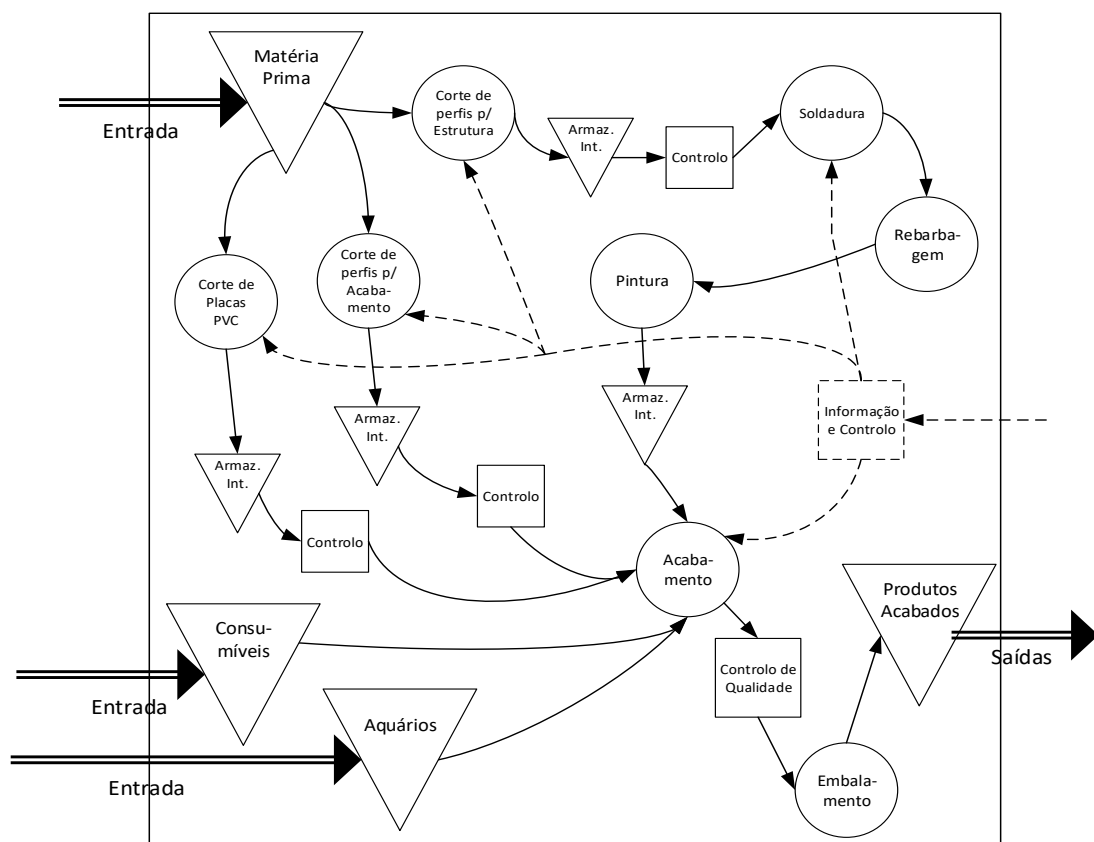 Matéria
Prima
Entrada
Corte de
perfis p/
Estrutura
Armaz.
Int.
Controlo
Soldadura
Rebarba-
gem
Pintura
Corte de
perfis p/
Acaba-
mento
Corte de
Placas
PVC
Armaz.
Int.
Armaz.
Int.
Informação
e Controlo
Armaz.
Int.
Controlo
Controlo
Acaba-
mento
Produtos
Acabados
Saídas
Consu-
míveis
Entrada
Controlo de
Qualidade
Aquários
Entrada
Embala-
mento